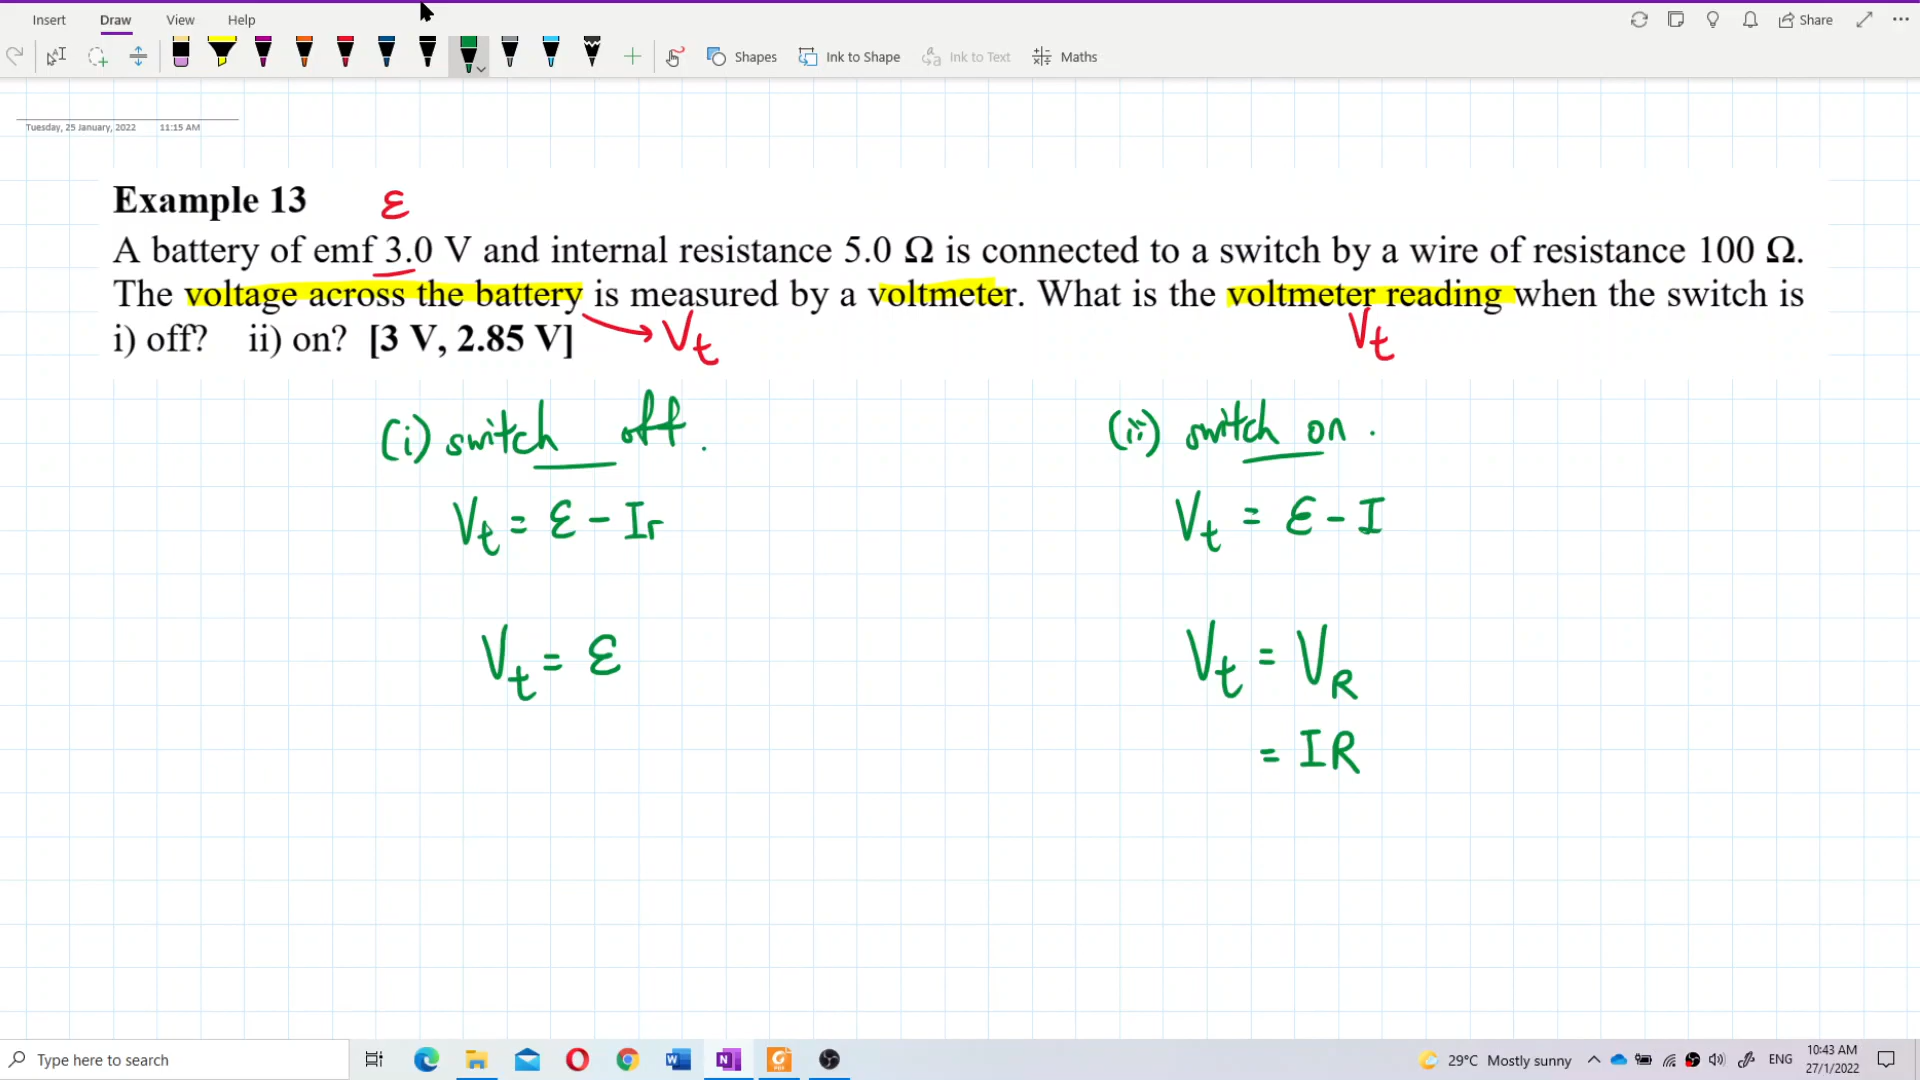 Insert Draw View Help Share
Shapes Ink to Shape Ink to Text Maths
Tuesday, 25 January, 2022 11:15 AM
Example 13 ε
A battery of emf 3.0 V and internal resistance 5.0 Ω is connected to a switch by a wire of resistance 100 Ω.
The voltage across the battery is measured by a voltmeter. What is the voltmeter reading when the switch is
i) off? ii) on? [3 V, 2.85 V] Vt Vt
(i) switch off.
Vt = ε - Ir
Vt = ε
(ii) switch on.
Vt = ε - I
Vt = VR
= IR
Type here to search 29°C Mostly sunny ENG 10:43 AM
27/1/2022